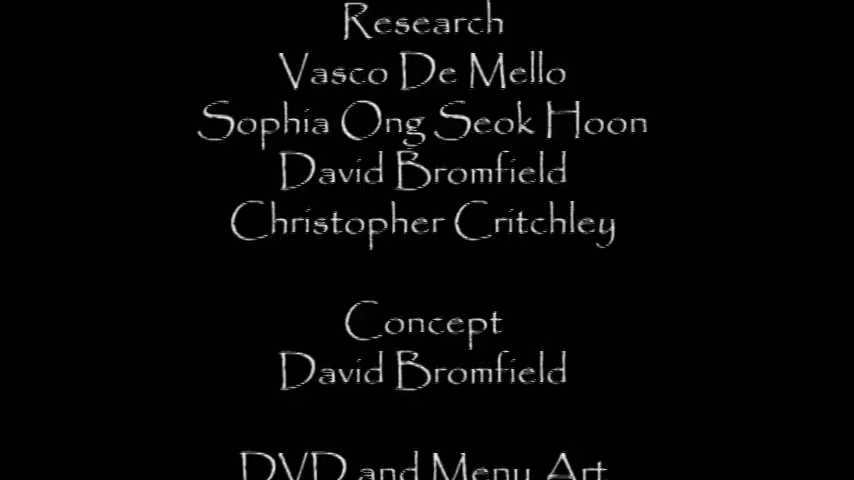 Research
Vasco De Mello
Sophia Ong Seok Hoon
David Bromfield
Christopher Critchley
Concept
David Bromfield
DVD and Menu Art